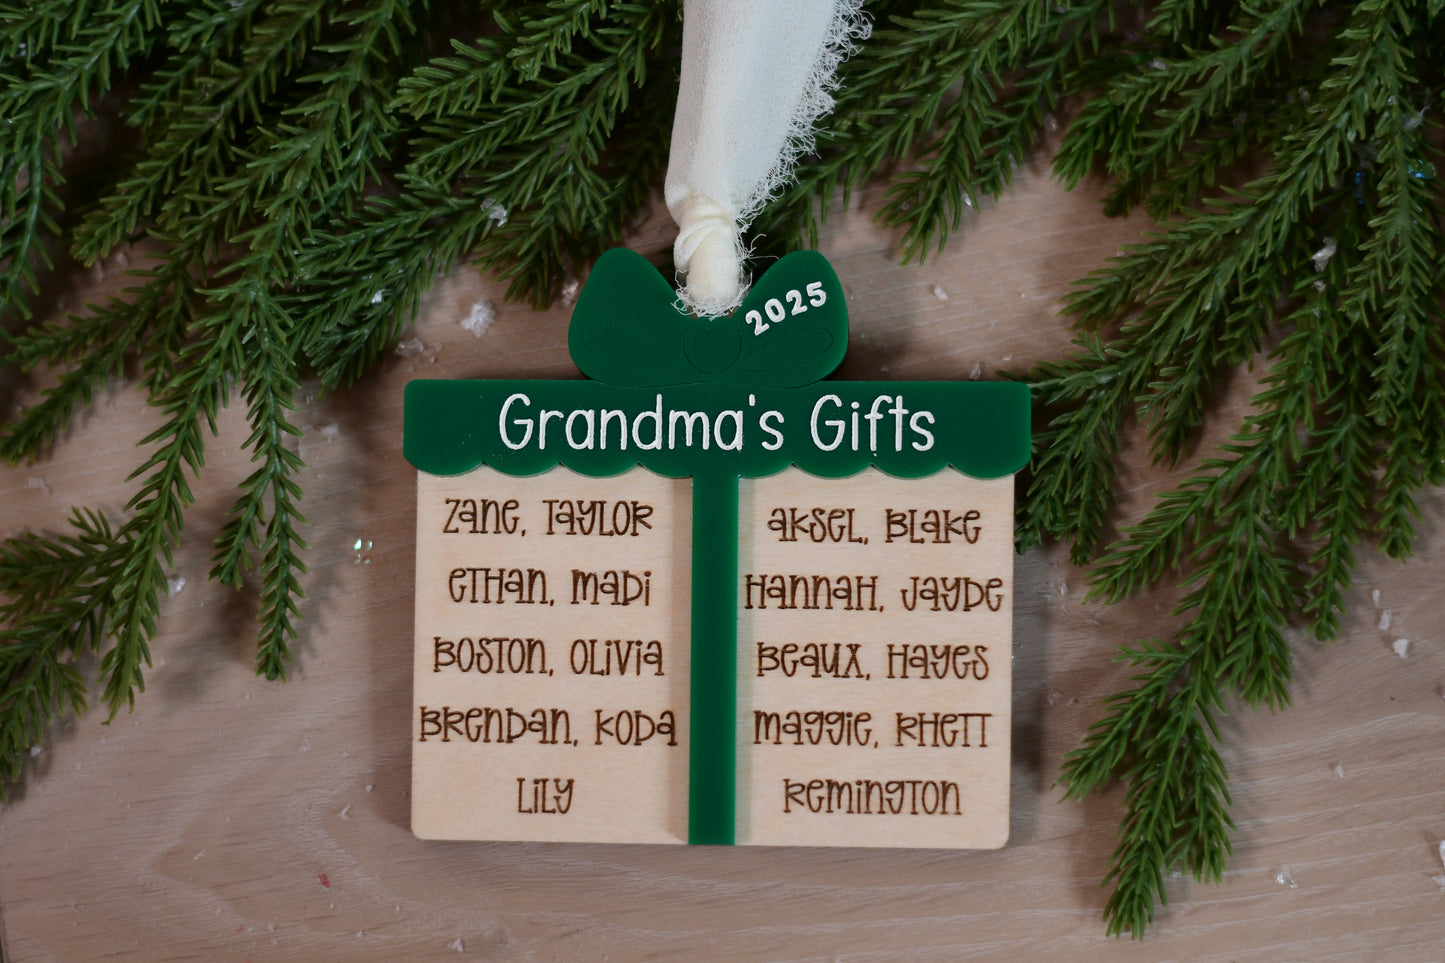 2025
Grandma's Gifts
Zane, Taylor
Ethan, Madi
Boston, Olivia
Brendan, Koda
Lily
Aksel, Blake
Hannah, Jayde
Beaux, Hayes
Maggie, Rhett
Remington